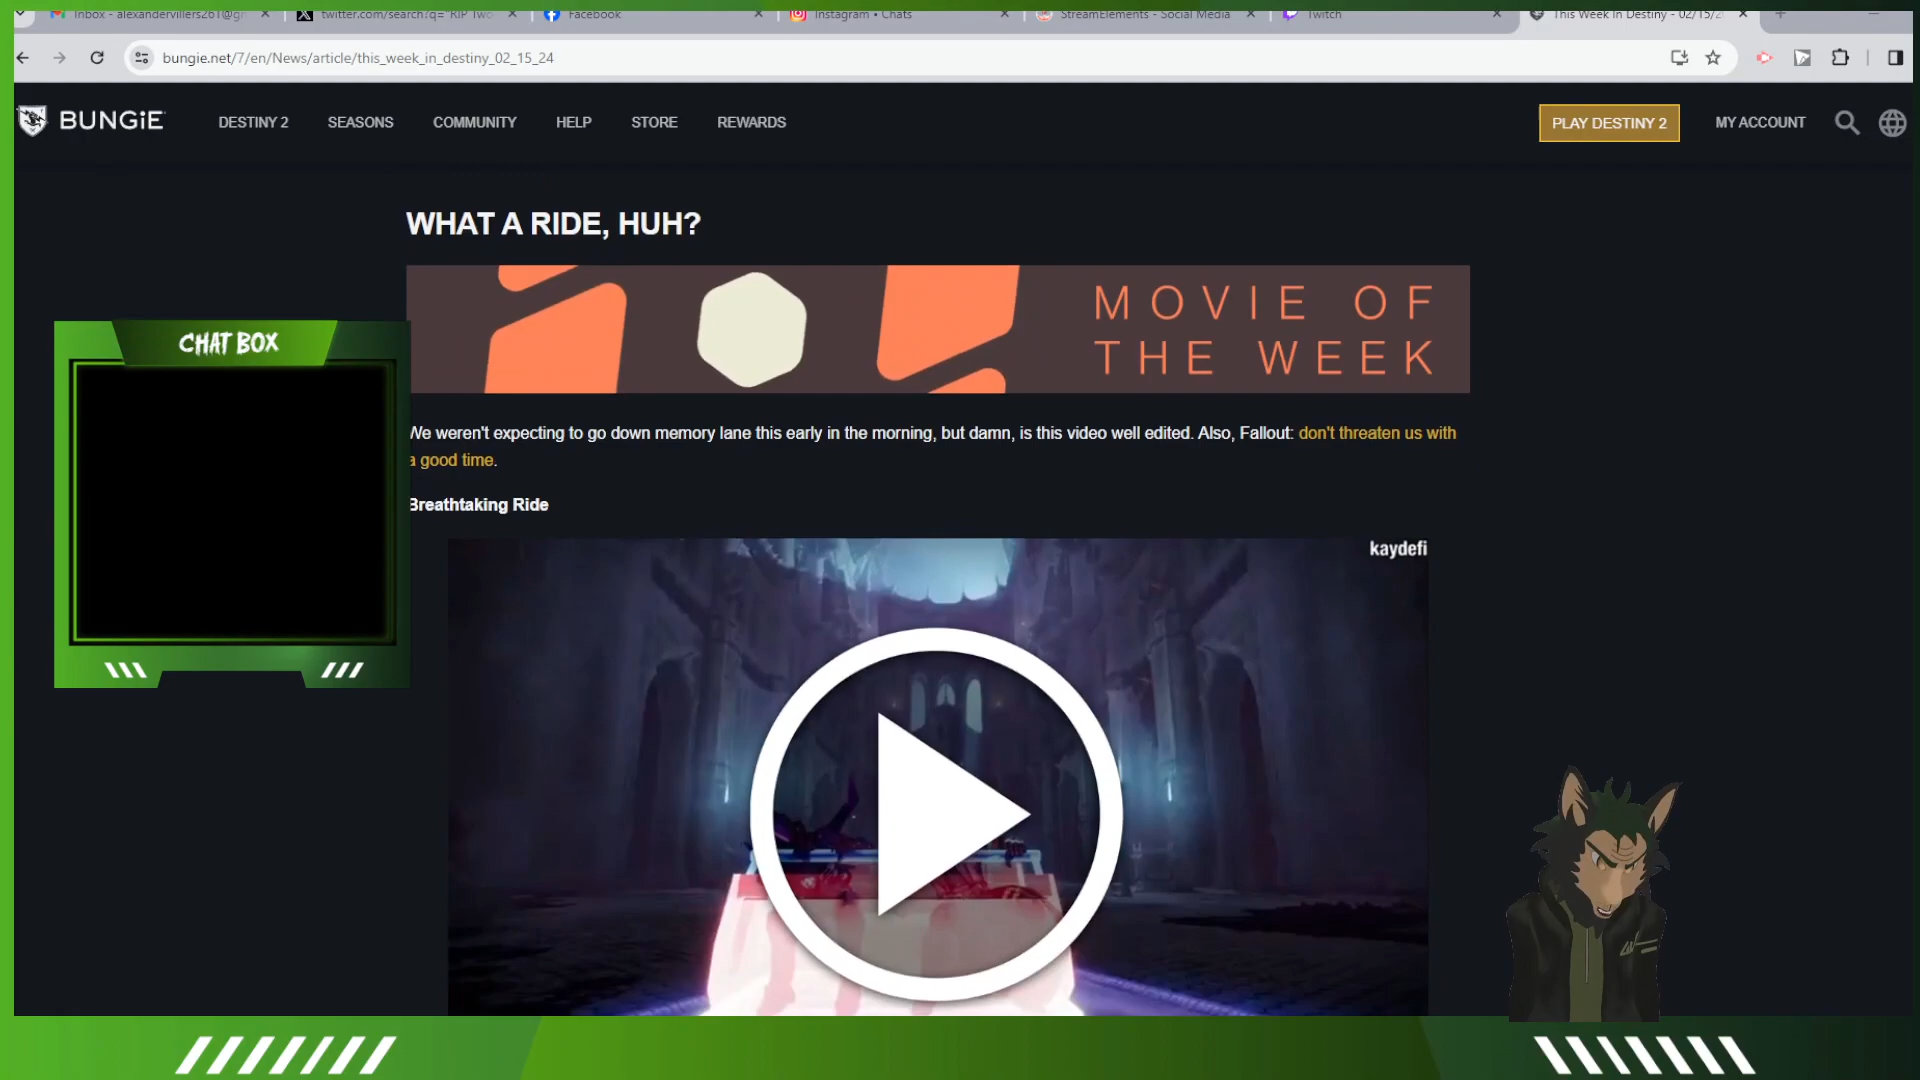 Inbox - alexandervillers261@gm
twitter.com/search?q="RIP Two
Facebook
Instagram • Chats
StreamElements - Social Media
Twitch
This Week In Destiny - 02/15/2
bungie.net/7/en/News/article/this_week_in_destiny_02_15_24
BUNGiE
DESTINY 2
SEASONS
COMMUNITY
HELP
STORE
REWARDS
PLAY DESTINY 2
MY ACCOUNT
WHAT A RIDE, HUH?
MOVIE OF
THE WEEK
CHAT BOX
We weren't expecting to go down memory lane this early in the morning, but damn, is this video well edited. Also, Fallout: don't threaten us with
a good time.
Breathtaking Ride
kaydefi